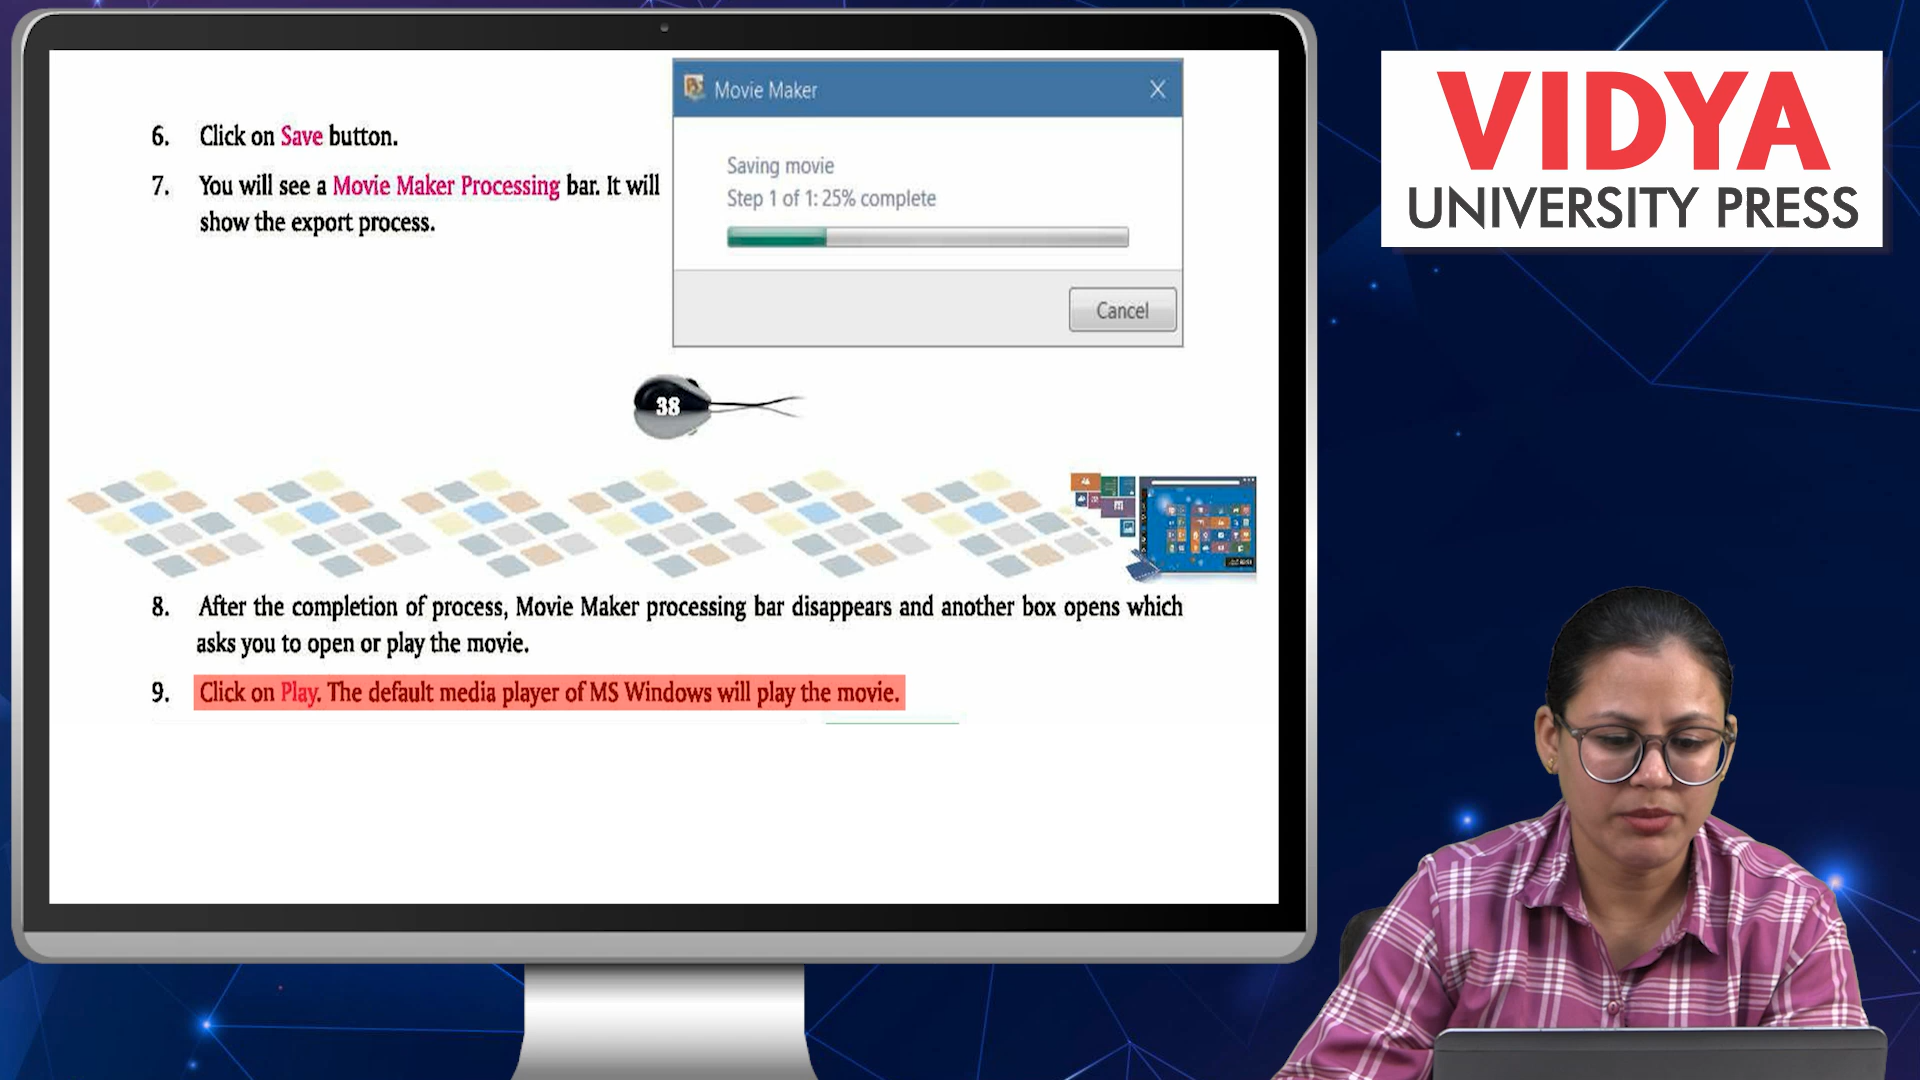 6. Click on Save button.
7. You will see a Movie Maker Processing bar. It will
show the export process.
Movie Maker
Saving movie
Step 1 of 1: 25% complete
Cancel
38
8. After the completion of process, Movie Maker processing bar disappears and another box opens which
asks you to open or play the movie.
9. Click on Play. The default media player of MS Windows will play the movie.
VIDYA
UNIVERSITY PRESS